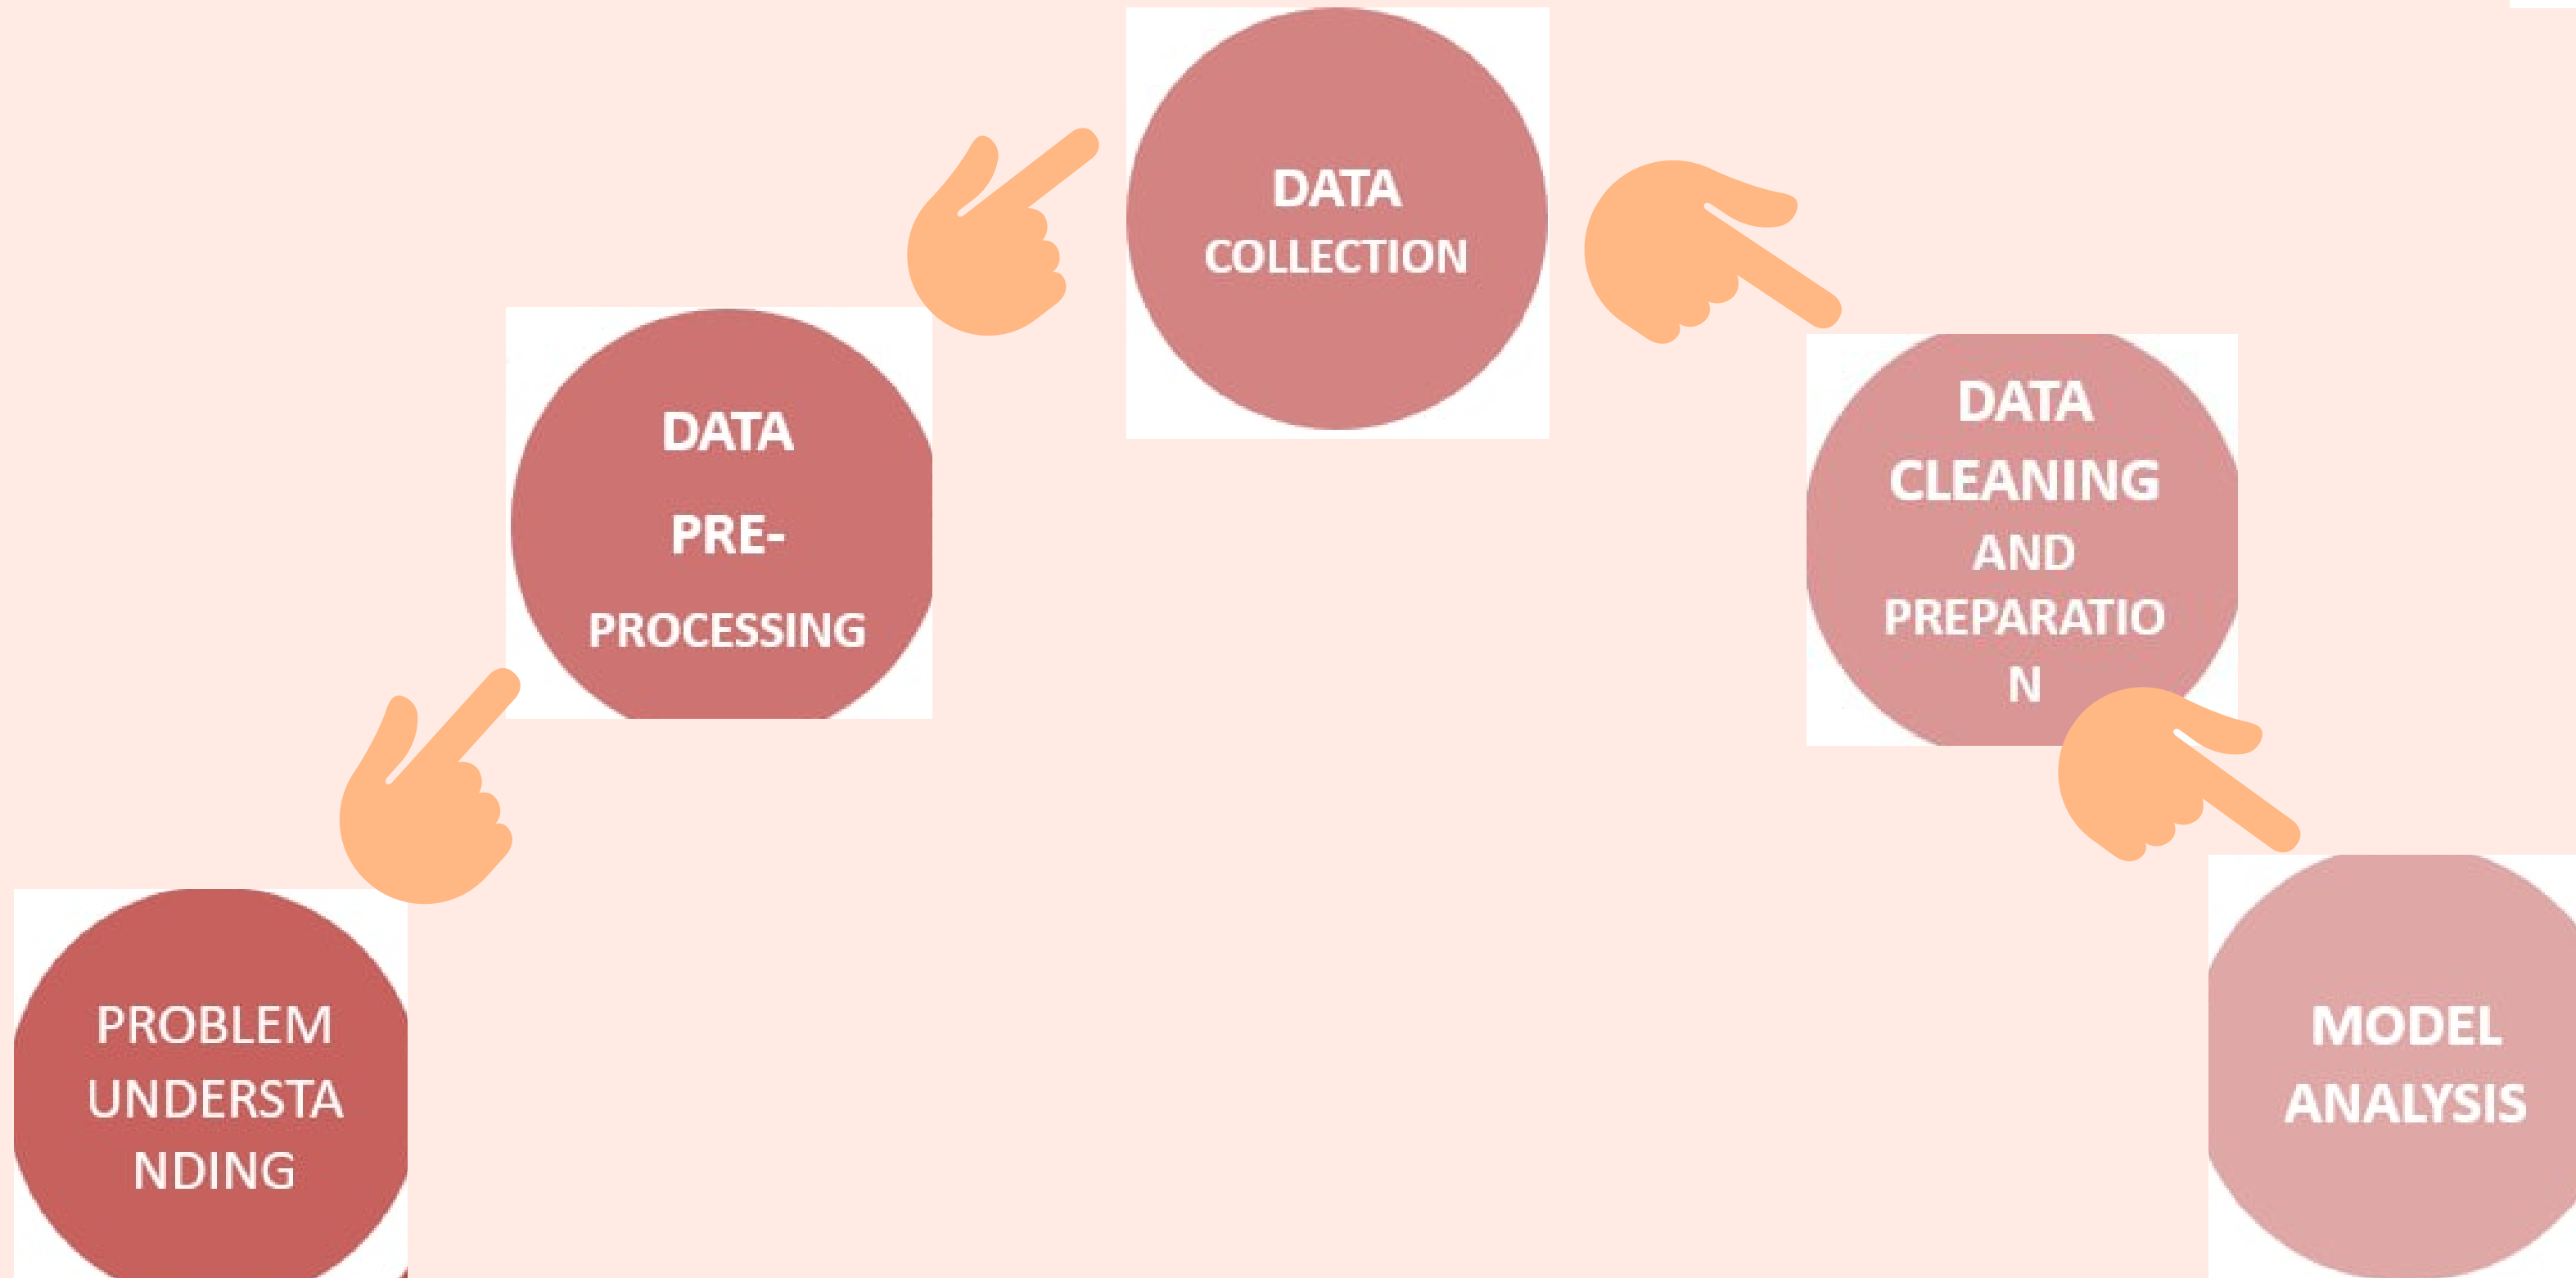 PROBLEM
UNDERSTA
NDING
DATA
PRE-
PROCESSING
DATA
COLLECTION
DATA
CLEANING
AND
PREPARATIO
N
MODEL
ANALYSIS